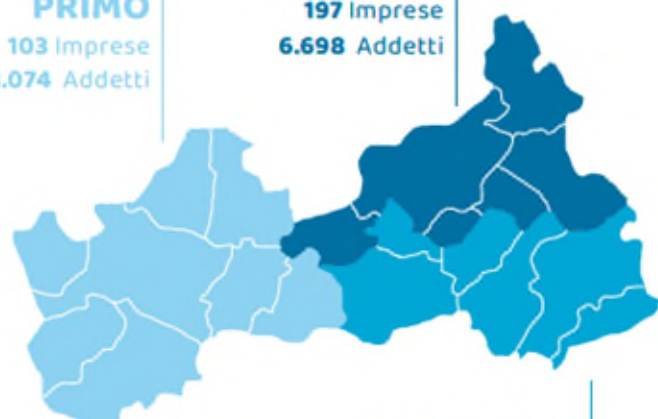 PRIMO
103 Imprese
.074 Addetti
197 Imprese
6.698 Addetti